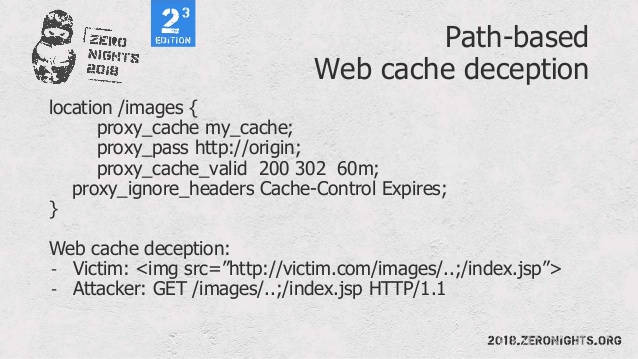 2³
EDITION
ZERO
NIGHTS
2018
Path-based
Web cache deception
location /images {
proxy_cache my_cache;
proxy_pass http://origin;
proxy_cache_valid 200 302 60m;
proxy_ignore_headers Cache-Control Expires;
}
Web cache deception:
- Victim: <img src=”http://victim.com/images/..;/index.jsp”>
- Attacker: GET /images/..;/index.jsp HTTP/1.1
2018.ZERONIGHTS.ORG